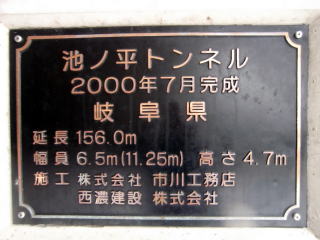 池ノ平トンネル
2000年7月完成
岐阜県
延長 156.0m
幅員 6.5m(11.25m) 高さ 4.7m
施工 株式会社 市川工務店
西濃建設 株式会社